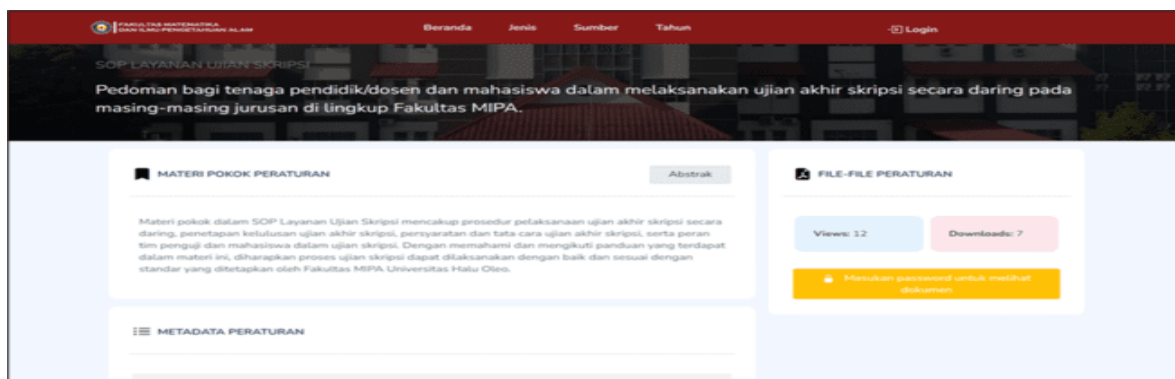 FAKULTAS MATEMATIKA
DAN ILMU PENGETAHUAN ALAM
Beranda Jenis Sumber Tahun Login
SOP LAYANAN UJIAN SKRIPSI
Pedoman bagi tenaga pendidik/dosen dan mahasiswa dalam melaksanakan ujian akhir skripsi secara daring pada
masing-masing jurusan di lingkup Fakultas MIPA.
MATERI POKOK PERATURAN
Abstrak
Materi pokok dalam SOP Layanan Ujian Skripsi mencakup prosedur pelaksanaan ujian akhir skripsi secara
daring, penetapan kelulusan ujian akhir skripsi, persyaratan dan tata cara ujian akhir skripsi, serta peran
tim penguji dan mahasiswa dalam ujian skripsi. Dengan memahami dan mengikuti panduan yang terdapat
dalam materi ini, diharapkan proses ujian skripsi dapat dilaksanakan dengan baik dan sesuai dengan
standar yang ditetapkan oleh Fakultas MIPA Universitas Halu Oleo.
METADATA PERATURAN
FILE-FILE PERATURAN
Views: 12
Downloads: 7
Masukan password untuk melihat
dokumen